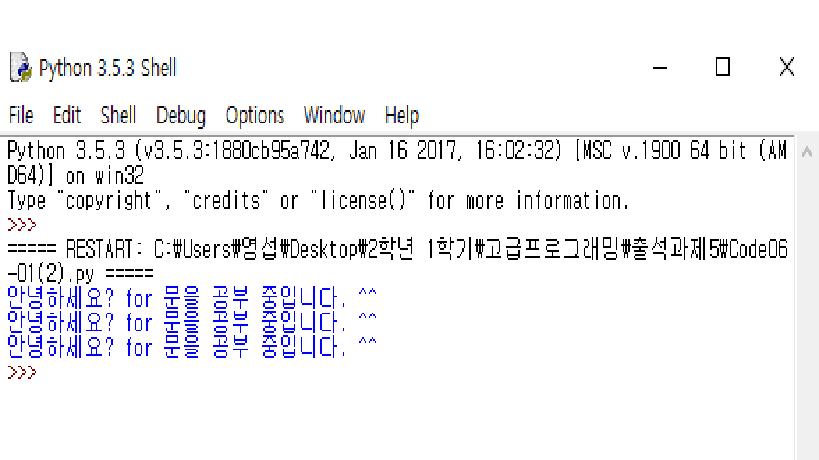 Python 3.5.3 Shell
File Edit Shell Debug Options Window Help
Python 3.5.3 (v3.5.3:1880cb95a742, Jan 16 2017, 16:02:32) [MSC v.1900 64 bit (AM
D64)] on win32
Type "copyright", "credits" or "license()" for more information.
>>>
===== RESTART: C:₩Users₩영섭₩Desktop₩2학년 1학기₩고급프로그래밍₩출석과제5₩Code06
-01(2).py =====
안녕하세요? for 문을 공부 중입니다. ^^
안녕하세요? for 문을 공부 중입니다. ^^
안녕하세요? for 문을 공부 중입니다. ^^
>>>